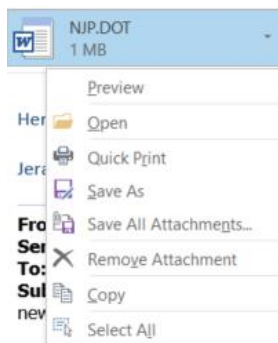 NJP.DOT
1 MB
Preview
Her
Open
Quick Print
Jera
Save As
Fro
Save All Attachments...
Sen
To:
Remove Attachment
Sul
Copy
new
Select All